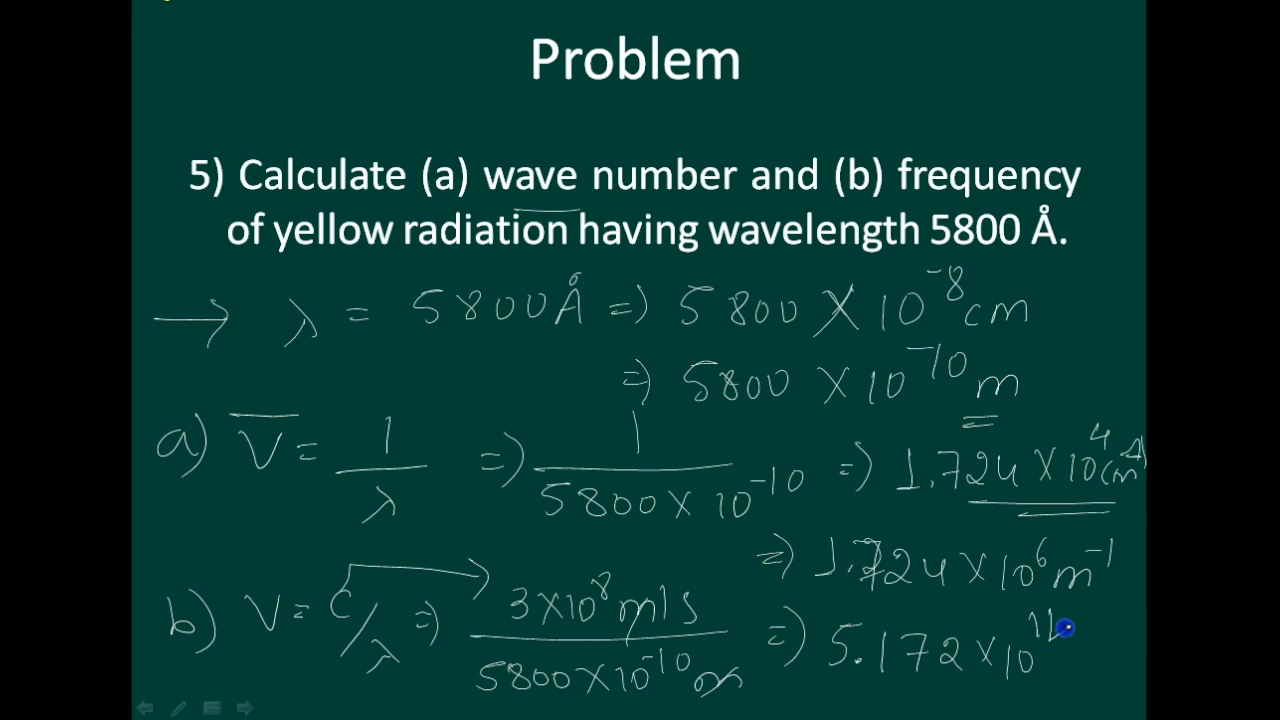 Problem
5) Calculate (a) wave number and (b) frequency
of yellow radiation having wavelength 5800 Å.
→ λ = 5800Å ⇒ 5800 × 10⁻⁸ cm
⇒ 5800 × 10⁻¹⁰ m
a) V̅ = 1/λ ⇒ 1/(5800 × 10⁻¹⁰) ⇒ 1.724 × 10⁴ cm⁻¹
⇒ 1.724 × 10⁶ m⁻¹
b) V = C/λ ⇒ 3×10⁸ m/s / 5800×10⁻¹⁰ m ⇒ 5.172 × 10